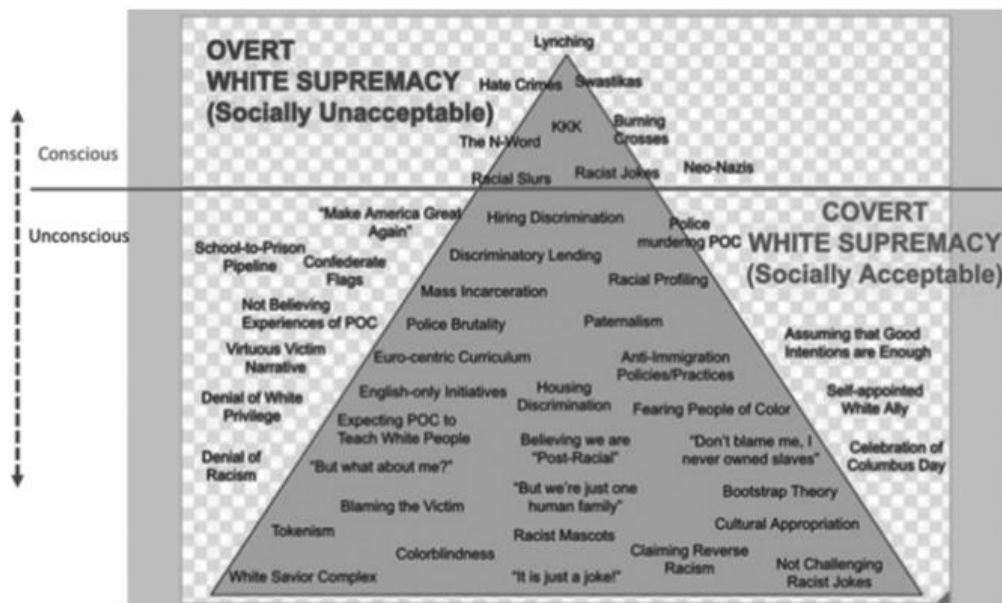 Lynching
OVERT
WHITE SUPREMACY
(Socially Unacceptable)
Hate Crimes
Swastikas
KKK
Burning
Crosses
The N-Word
Conscious
Racial Slurs
Racist Jokes
Neo-Nazis
Unconscious
COVERT
WHITE SUPREMACY
(Socially Acceptable)
"Make America Great
Again"
Hiring Discrimination
Police
murdering POC
School-to-Prison
Pipeline
Confederate
Flags
Discriminatory Lending
Racial Profiling
Mass Incarceration
Not Believing
Experiences of POC
Police Brutality
Paternalism
Assuming that Good
Intentions are Enough
Virtuous Victim
Narrative
Euro-centric Curriculum
Anti-Immigration
Policies/Practices
English-only Initiatives
Housing
Discrimination
Fearing People of Color
Self-appointed
White Ally
Denial of White
Privilege
Expecting POC to
Teach White People
Believing we are
"Post-Racial"
"Don't blame me, I
never owned slaves"
Celebration of
Columbus Day
Denial of
Racism
"But what about me?"
"But we're just one
human family"
Bootstrap Theory
Blaming the Victim
Tokenism
Racist Mascots
Cultural Appropriation
Colorblindness
Claiming Reverse
Racism
Not Challenging
Racist Jokes
White Savior Complex
"It is just a joke!"